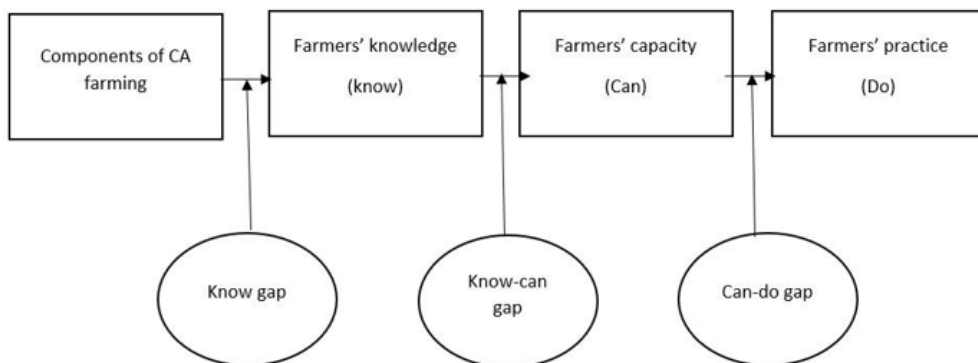 Components of CA
farming
Farmers’ knowledge
(know)
Farmers’ capacity
(Can)
Farmers’ practice
(Do)
Know gap
Know-can
gap
Can-do gap